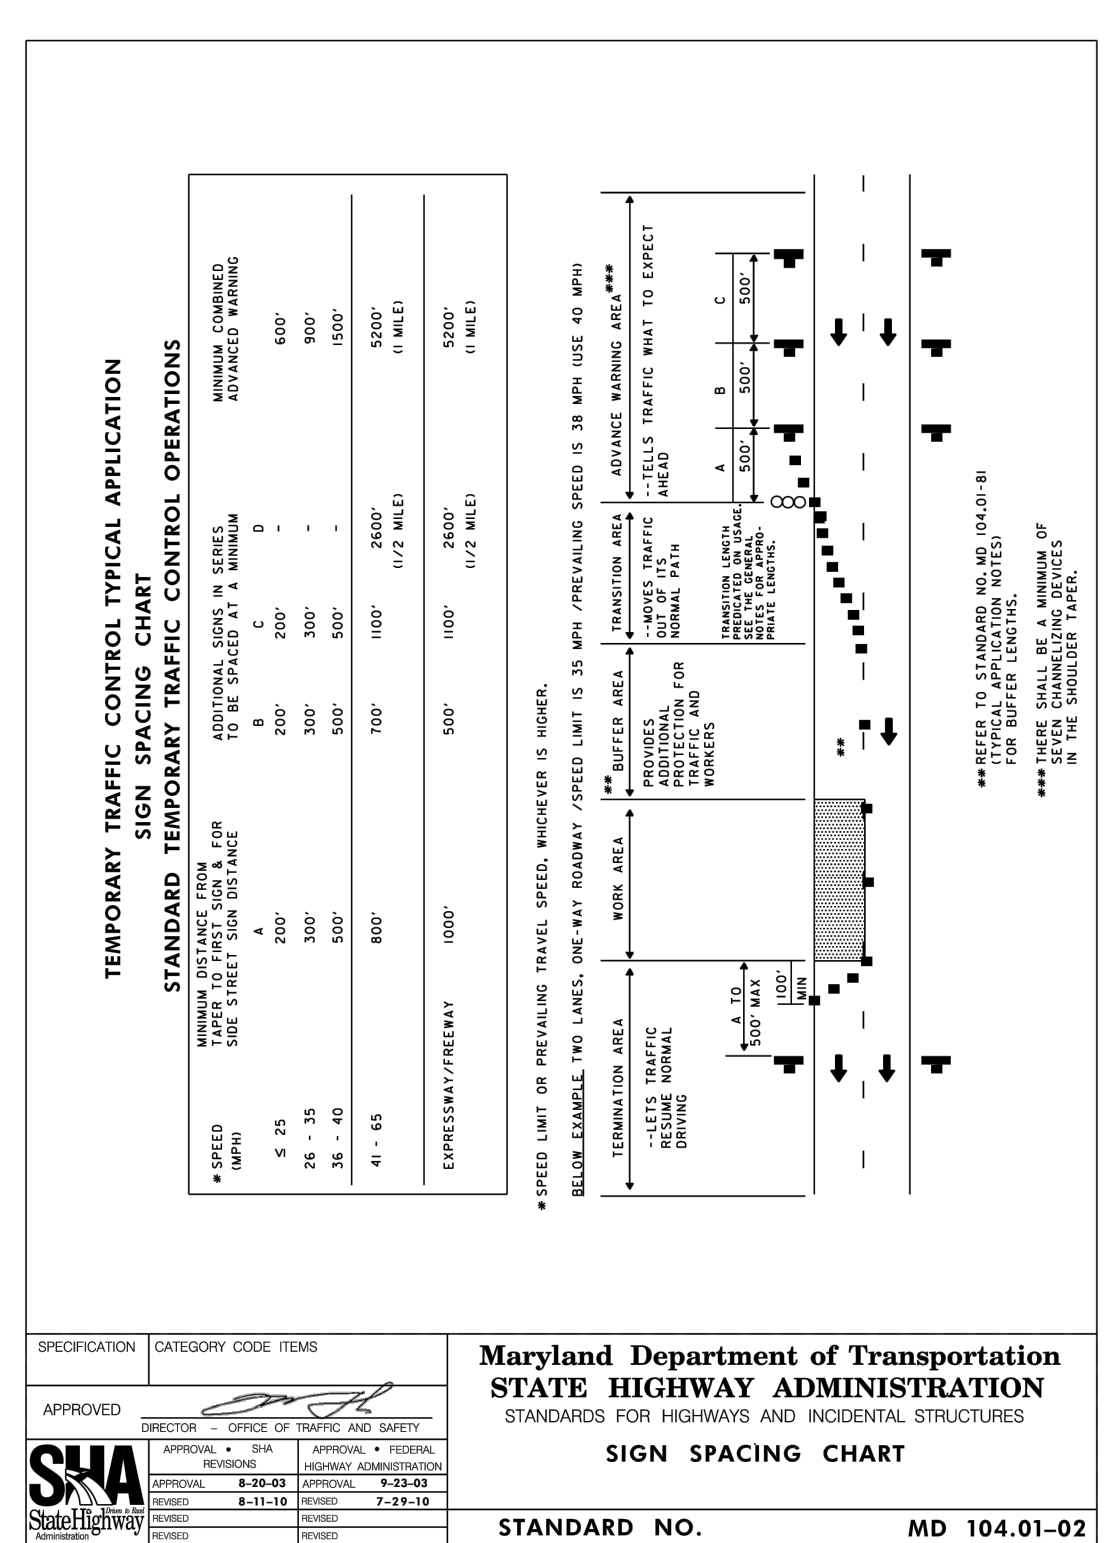 TEMPORARY TRAFFIC CONTROL TYPICAL APPLICATION
SIGN SPACING CHART
STANDARD TEMPORARY TRAFFIC CONTROL OPERATIONS
* SPEED
(MPH)
MINIMUM DISTANCE FROM
TAPER TO FIRST SIGN & FOR
SIDE STREET SIGN DISTANCE
ADDITIONAL SIGNS IN SERIES
TO BE SPACED AT A MINIMUM
MINIMUM COMBINED
ADVANCED WARNING
A B C D
≤ 25 200' 200' 200' - 600'
26 - 35 300' 300' 300' - 900'
36 - 40 500' 500' 500' - 1500'
41 - 65 800' 700' 1100' 2600' 5200'
(1/2 MILE) (1 MILE)
EXPRESSWAY/FREEWAY 1000' 500' 1100' 2600' 5200'
(1/2 MILE) (1 MILE)
* SPEED LIMIT OR PREVAILING TRAVEL SPEED, WHICHEVER IS HIGHER.
BELOW EXAMPLE TWO LANES, ONE-WAY ROADWAY /SPEED LIMIT IS 35 MPH /PREVAILING SPEED IS 38 MPH (USE 40 MPH)
TERMINATION AREA
--LETS TRAFFIC
RESUME NORMAL
DRIVING
WORK AREA
** BUFFER AREA
PROVIDES
ADDITIONAL
PROTECTION FOR
TRAFFIC AND
WORKERS
TRANSITION AREA
--MOVES TRAFFIC
OUT OF ITS
NORMAL PATH
TRANSITION LENGTH
PREDICATED ON USAGE.
SEE THE GENERAL
NOTES FOR APPRO-
PRIATE LENGTHS.
ADVANCE WARNING AREA ***
--TELLS TRAFFIC WHAT TO EXPECT
AHEAD
A B C
500' 500' 500'
A TO
500' MAX
100'
MIN
**
** REFER TO STANDARD NO. MD 104.01-81
(TYPICAL APPLICATION NOTES)
FOR BUFFER LENGTHS.
*** THERE SHALL BE A MINIMUM OF
SEVEN CHANNELIZING DEVICES
IN THE SHOULDER TAPER.
SPECIFICATION
CATEGORY CODE ITEMS
APPROVED
DIRECTOR – OFFICE OF TRAFFIC AND SAFETY
SHA
Driven to Excel
StateHighway
Administration
APPROVAL • SHA
REVISIONS
APPROVAL • FEDERAL
HIGHWAY ADMINISTRATION
APPROVAL 8-20-03 APPROVAL 9-23-03
REVISED 8-11-10 REVISED 7-29-10
REVISED REVISED
REVISED REVISED
Maryland Department of Transportation
STATE HIGHWAY ADMINISTRATION
STANDARDS FOR HIGHWAYS AND INCIDENTAL STRUCTURES
SIGN SPACING CHART
STANDARD NO. MD 104.01-02